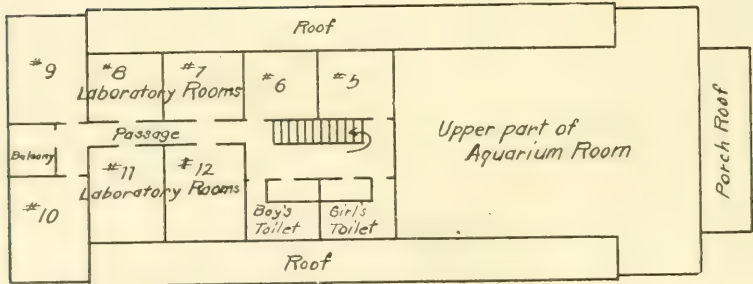 Roof
#9
#8
#7
#6
#5
Laboratory Rooms
Passage
Balcony
Upper part of
Aquarium Room
Porch Roof
#10
#11
#12
Laboratory Rooms
Boy's
Toilet
Girl's
Toilet
Roof